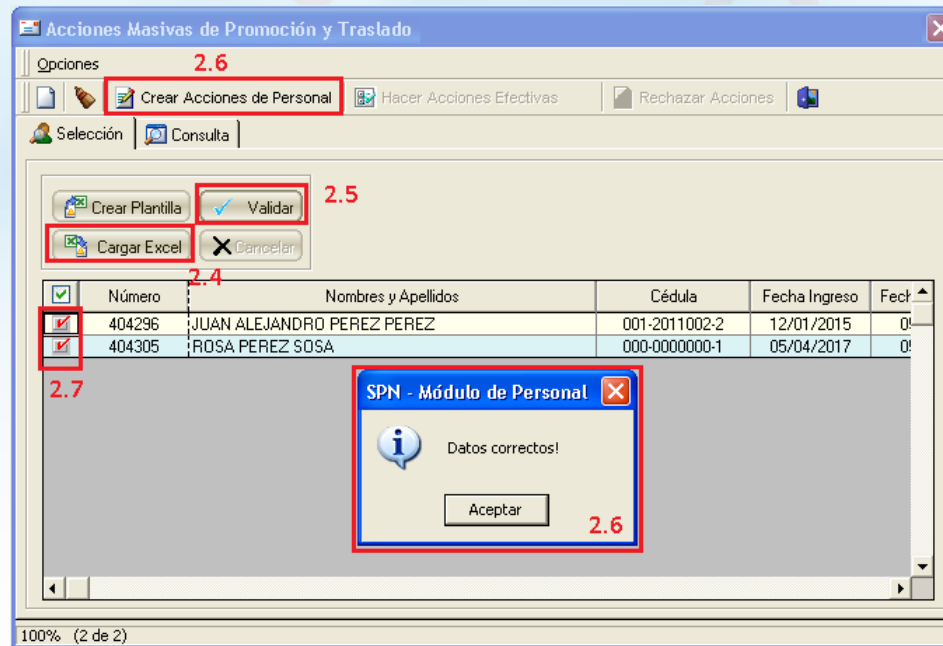 Acciones Masivas de Promoción y Traslado
Opciones
2.6
Crear Acciones de Personal Hacer Acciones Efectivas Rechazar Acciones
Selección Consulta
Crear Plantilla Validar 2.5
Cargar Excel Cancelar
2.4
Número Nombres y Apellidos Cédula Fecha Ingreso Fech
404296 JUAN ALEJANDRO PEREZ PEREZ 001-2011002-2 12/01/2015 05
404305 ROSA PEREZ SOSA 000-0000000-1 05/04/2017 05
2.7
SPN - Módulo de Personal
Datos correctos!
Aceptar
2.6
100% (2 de 2)